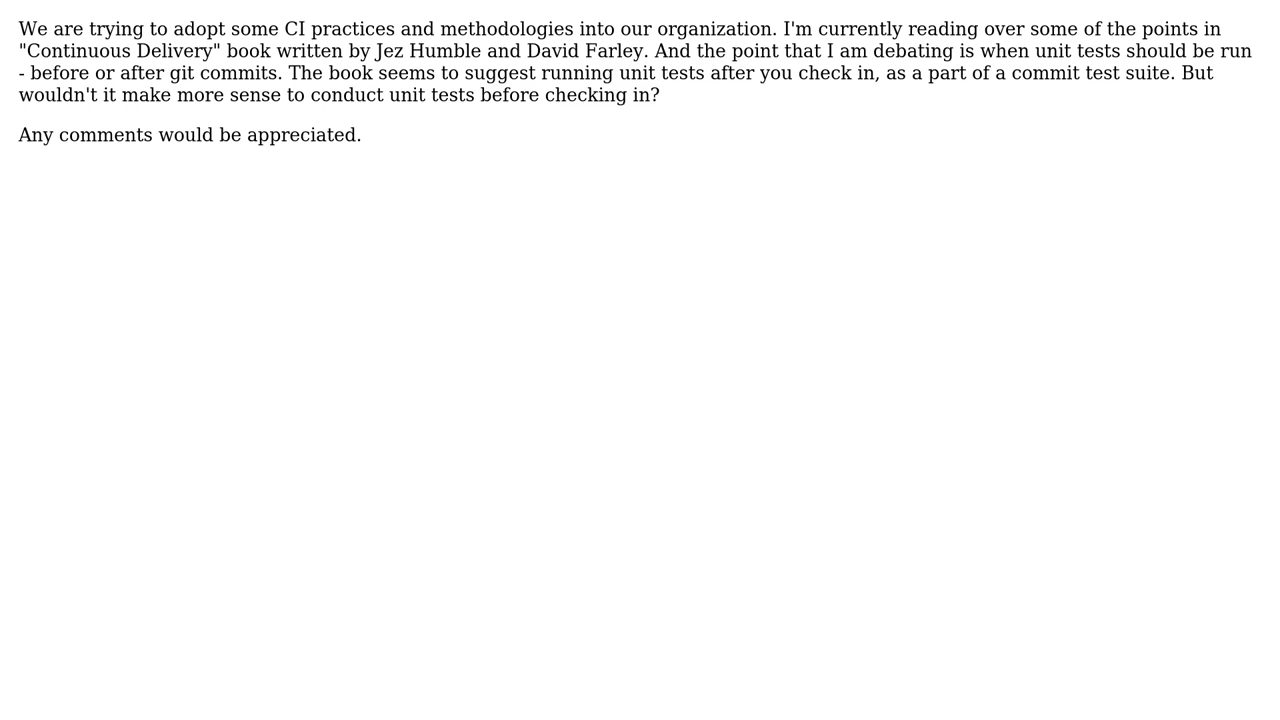 We are trying to adopt some CI practices and methodologies into our organization. I'm currently reading over some of the points in
"Continuous Delivery" book written by Jez Humble and David Farley. And the point that I am debating is when unit tests should be run
- before or after git commits. The book seems to suggest running unit tests after you check in, as a part of a commit test suite. But
wouldn't it make more sense to conduct unit tests before checking in?
Any comments would be appreciated.